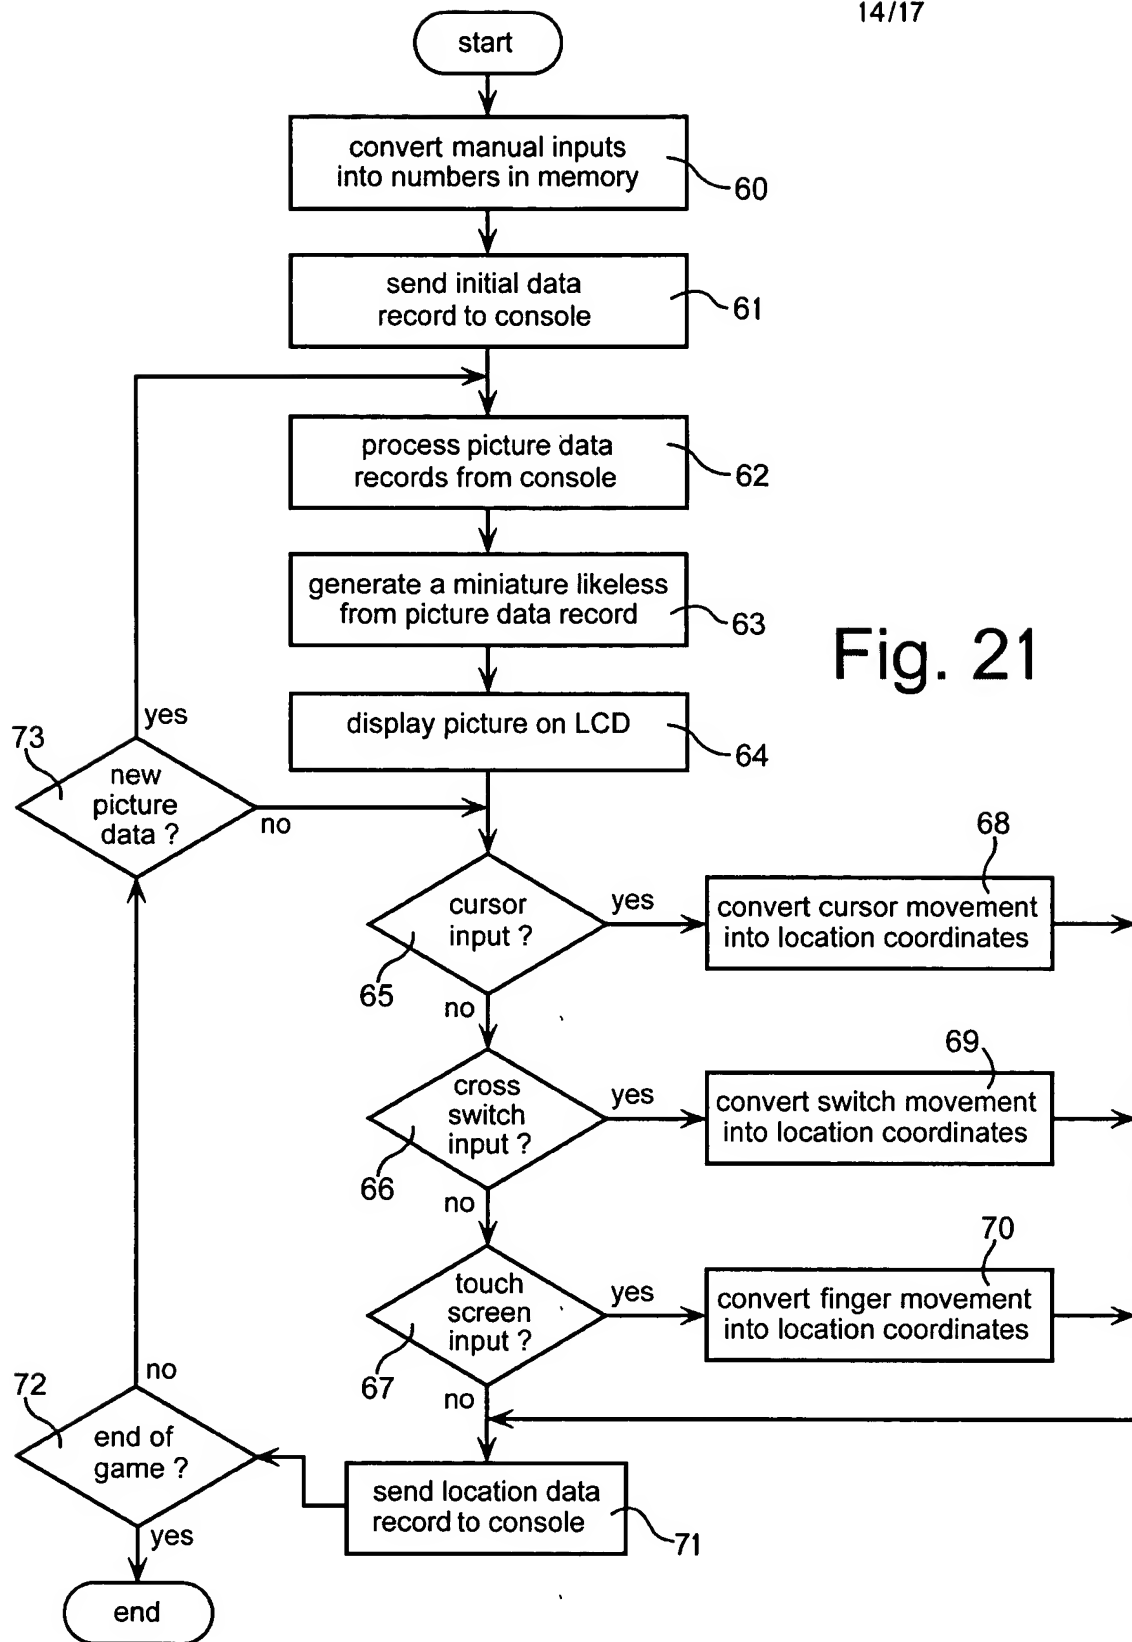 14/17
start
convert manual inputs
into numbers in memory
60
send initial data
record to console
61
process picture data
records from console
62
generate a miniature likeless
from picture data record
63
Fig. 21
display picture on LCD
64
yes
73
new
picture
data ?
no
cursor
input ?
65
yes
68
convert cursor movement
into location coordinates
no
cross
switch
input ?
66
yes
69
convert switch movement
into location coordinates
no
touch
screen
input ?
67
yes
70
convert finger movement
into location coordinates
no
send location data
record to console
71
72
no
end of
game ?
yes
end